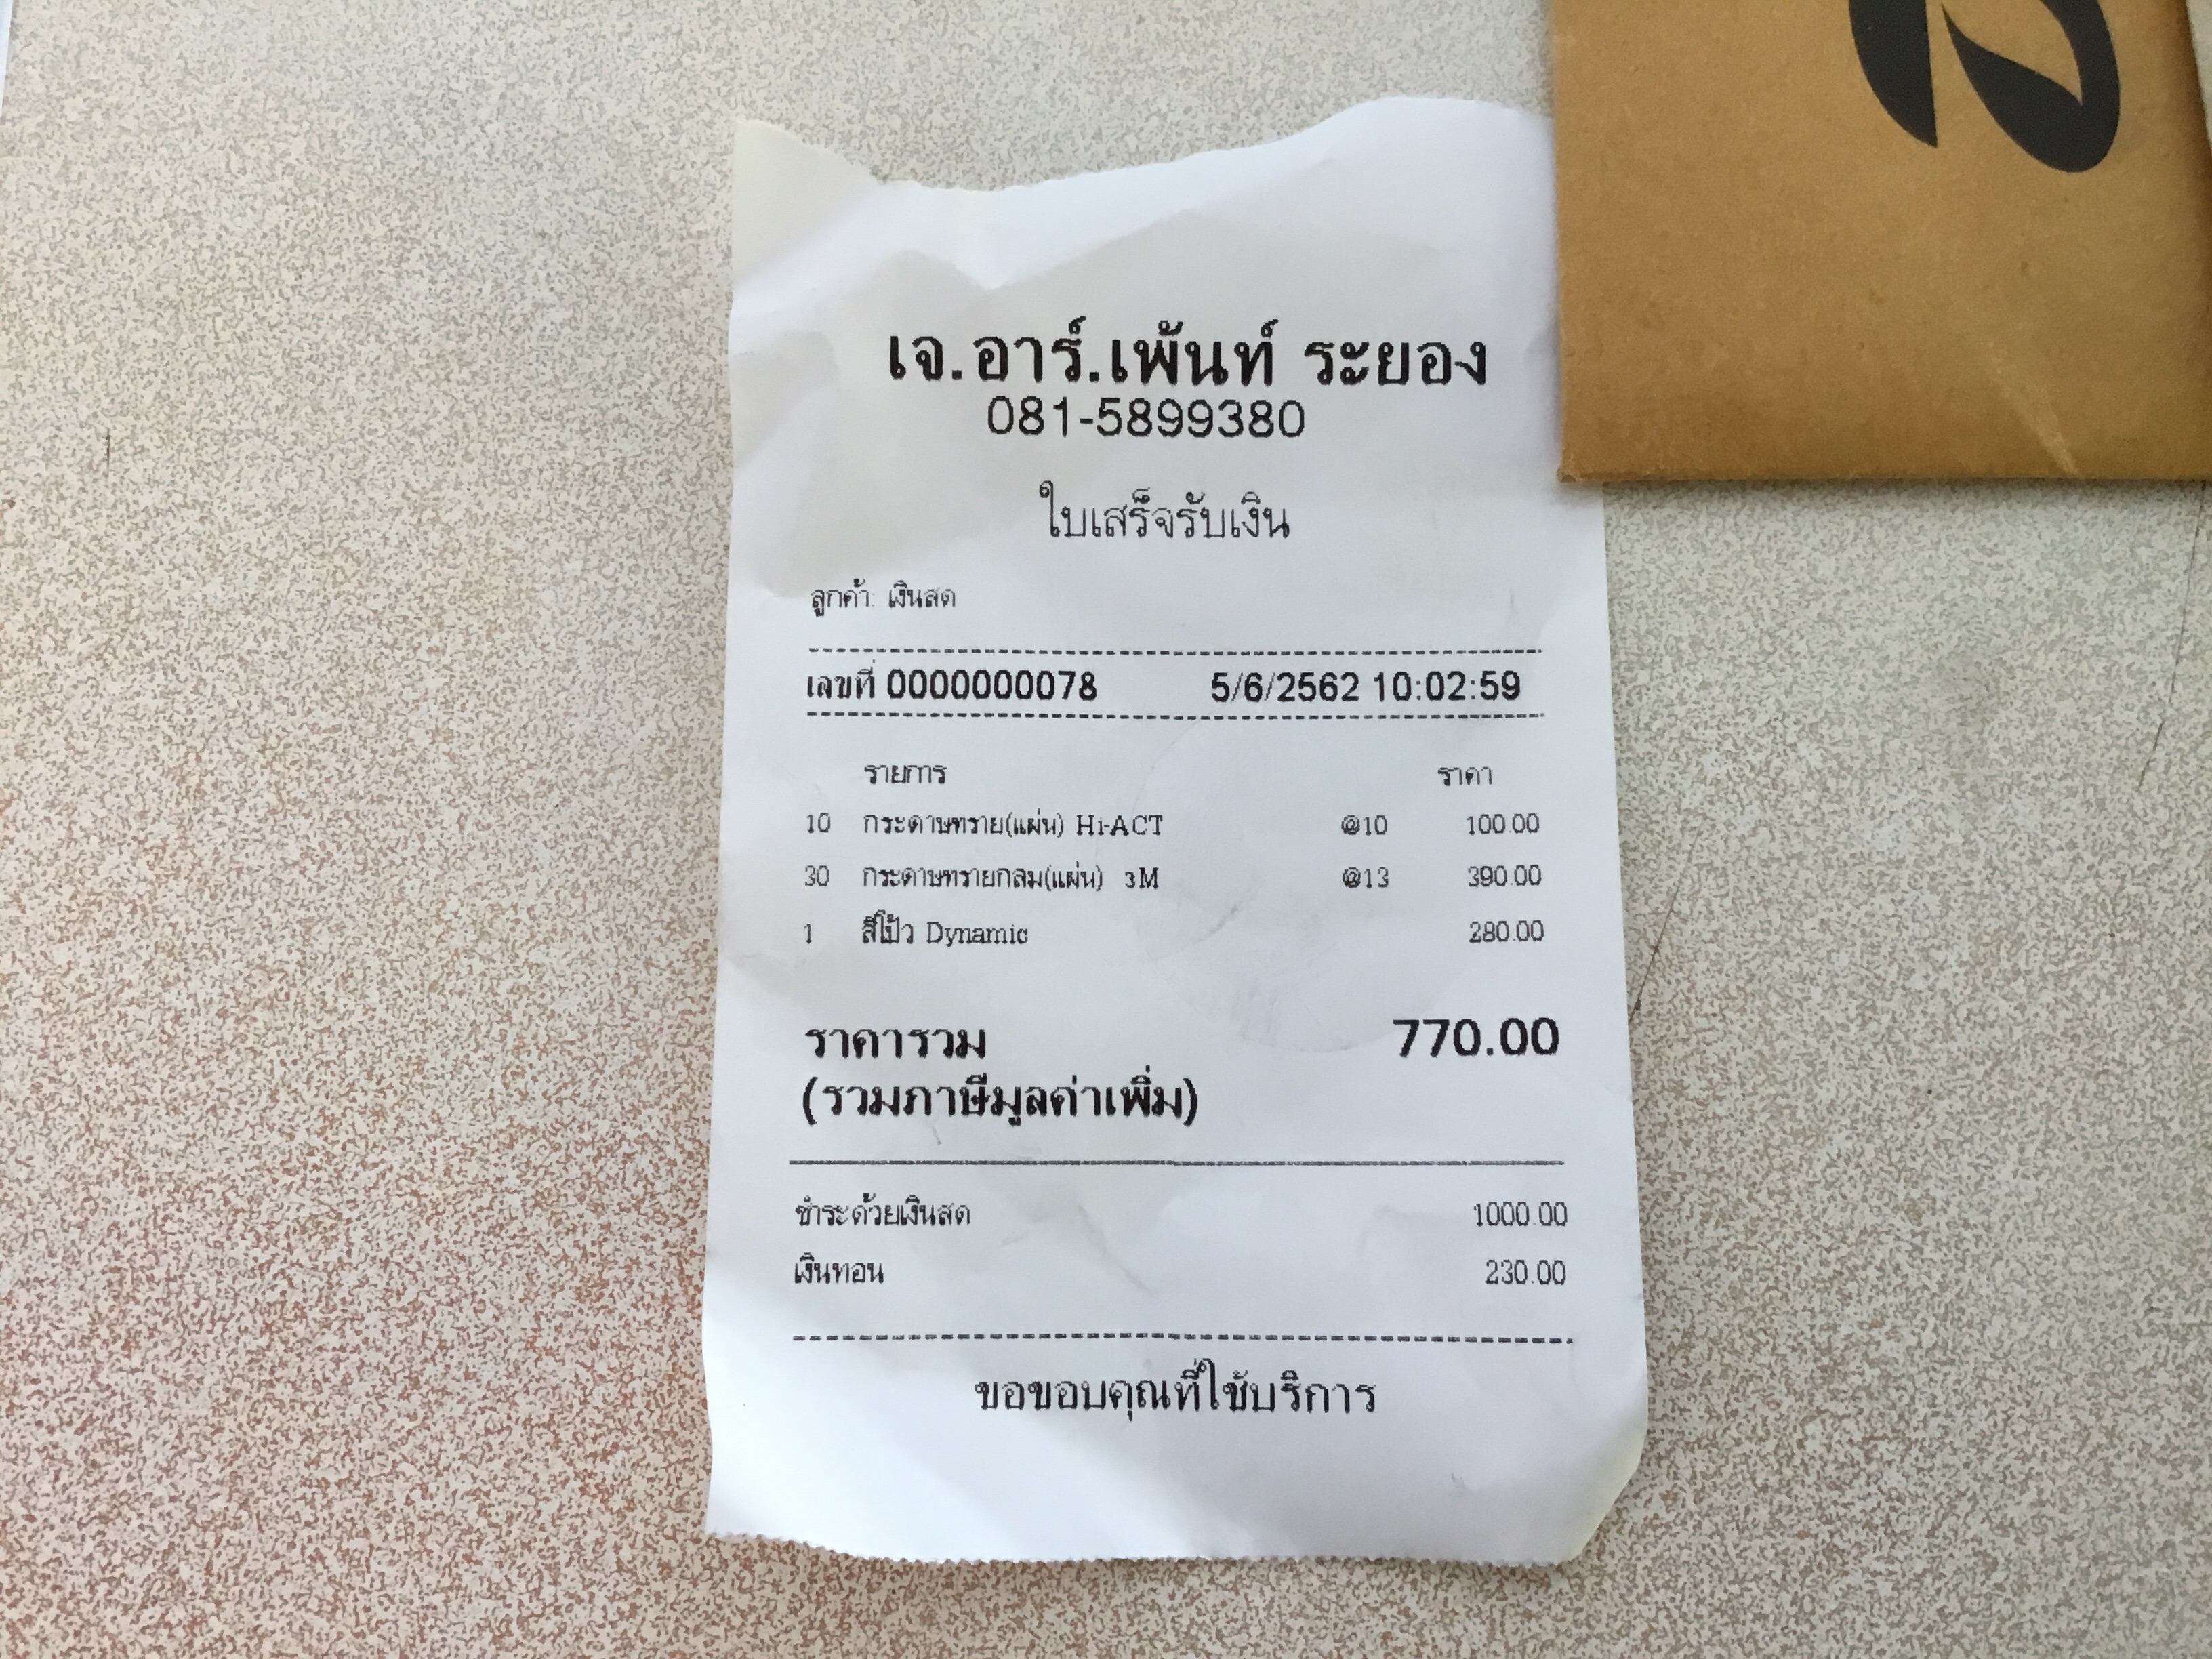 เจ.อาร์.เพ้นท์ ระยอง
081-5899380
ใบเสร็จรับเงิน
ลูกค้า: เงินสด
เลขที่ 0000000078 5/6/2562 10:02:59
รายการ ราคา
10 กระดาษทราย(แผ่น) Hi-ACT @10 100.00
30 กระดาษทรายกลม(แผ่น) 3M @13 390.00
1 สีโป้ว Dynamic 280.00
ราคารวม 770.00
(รวมภาษีมูลค่าเพิ่ม)
ชำระด้วยเงินสด 1000.00
เงินทอน 230.00
ขอขอบคุณที่ใช้บริการ